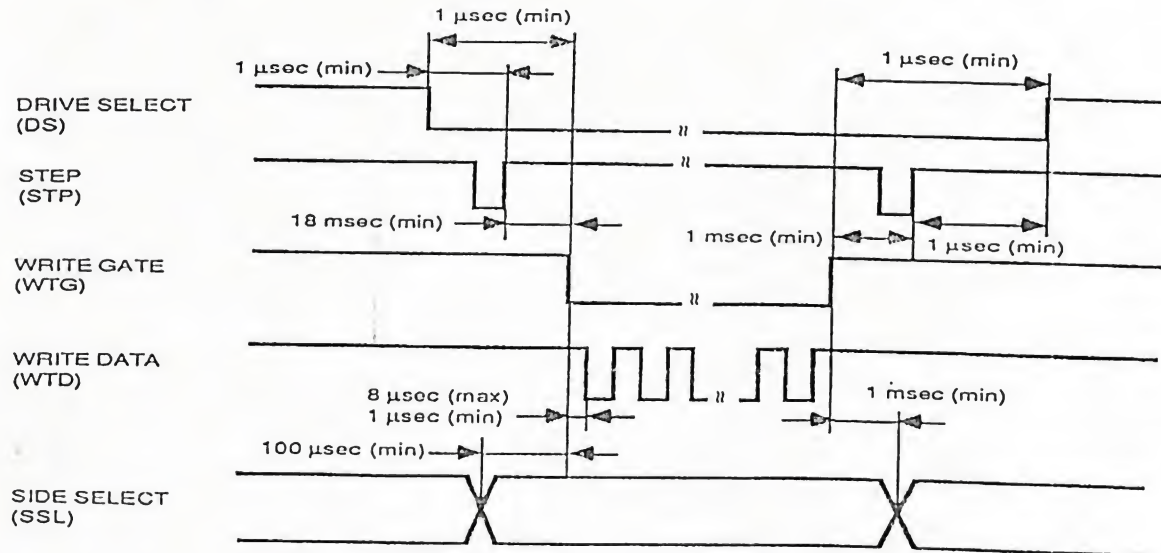 1 μsec (min)
1 μsec (min)
1 μsec (min)
DRIVE SELECT
(DS)
STEP
(STP)
18 msec (min)
1 msec (min)
1 μsec (min)
WRITE GATE
(WTG)
WRITE DATA
(WTD)
8 μsec (max)
1 μsec (min)
1 msec (min)
100 μsec (min)
SIDE SELECT
(SSL)